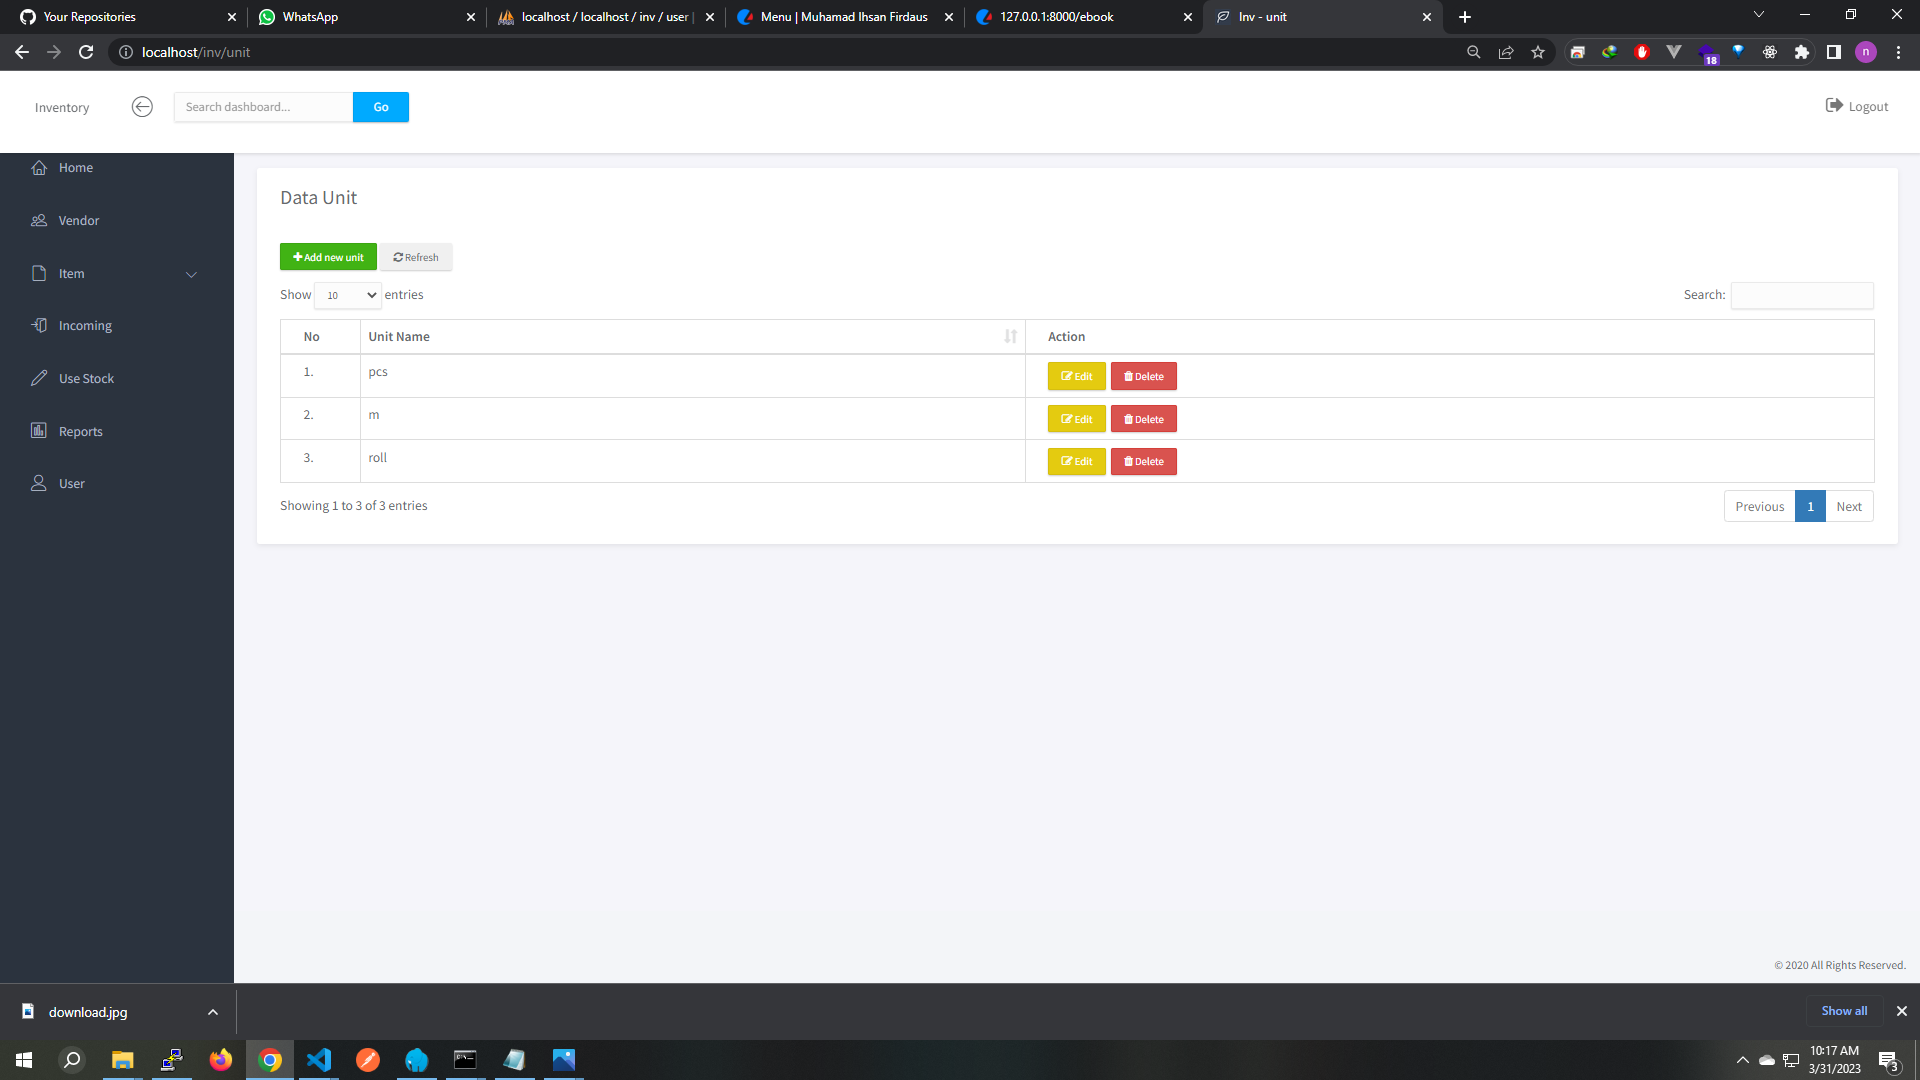 Your Repositories
WhatsApp
localhost / localhost / inv / user |
Menu | Muhamad Ihsan Firdaus
127.0.0.1:8000/ebook
Inv - unit
localhost/inv/unit
18
n
Inventory
Search dashboard...
Go
Logout
Home
Vendor
Item
Incoming
Use Stock
Reports
User
Data Unit
Add new unit
Refresh
Show 10 entries
Search:
No Unit Name Action
1. pcs Edit Delete
2. m Edit Delete
3. roll Edit Delete
Showing 1 to 3 of 3 entries
Previous 1 Next
© 2020 All Rights Reserved.
download.jpg
Show all
10:17 AM
3/31/2023
3